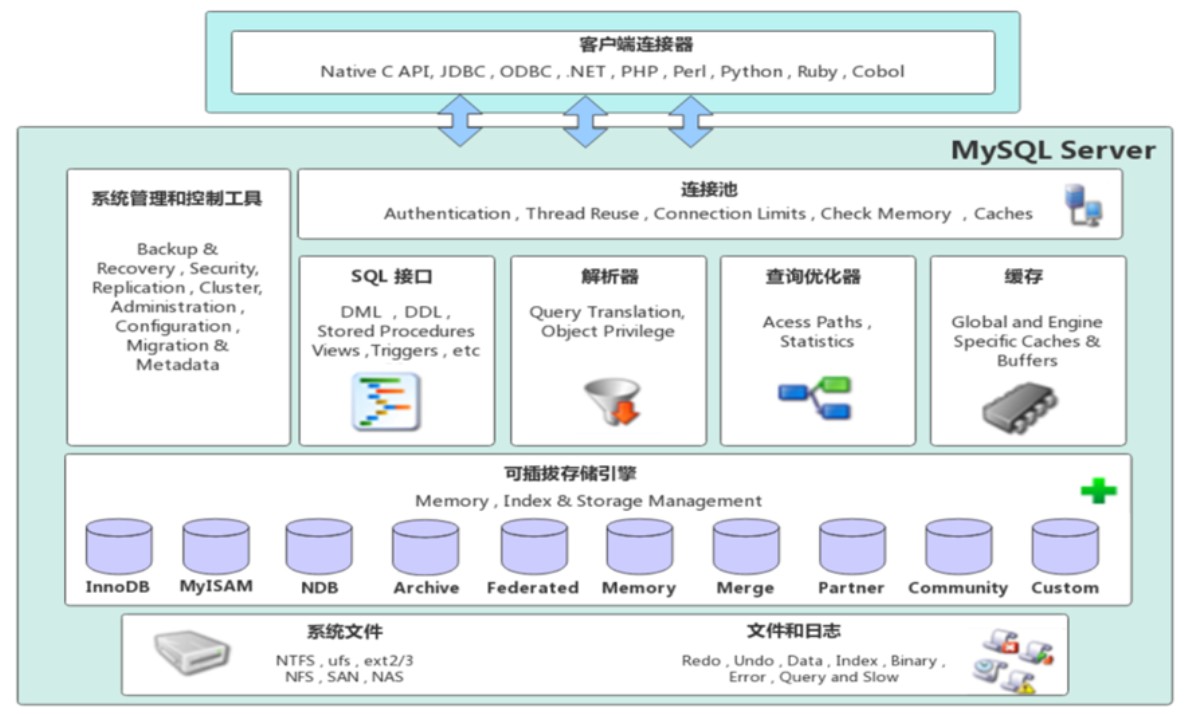 客户端连接器
Native C API, JDBC , ODBC , .NET , PHP , Perl , Python , Ruby , Cobol
MySQL Server
系统管理和控制工具
Backup &
Recovery , Security,
Replication , Cluster,
Administration ,
Configuration ,
Migration &
Metadata
连接池
Authentication , Thread Reuse , Connection Limits , Check Memory , Caches
SQL 接口
DML , DDL ,
Stored Procedures
Views ,Triggers , etc
解析器
Query Translation,
Object Privilege
查询优化器
Acess Paths ,
Statistics
缓存
Global and Engine
Specific Caches &
Buffers
可插拔存储引擎
Memory , Index & Storage Management
InnoDB
MyISAM
NDB
Archive
Federated
Memory
Merge
Partner
Community
Custom
系统文件
NTFS , ufs , ext2/3
NFS , SAN , NAS
文件和日志
Redo , Undo , Data , Index , Binary ,
Error , Query and Slow